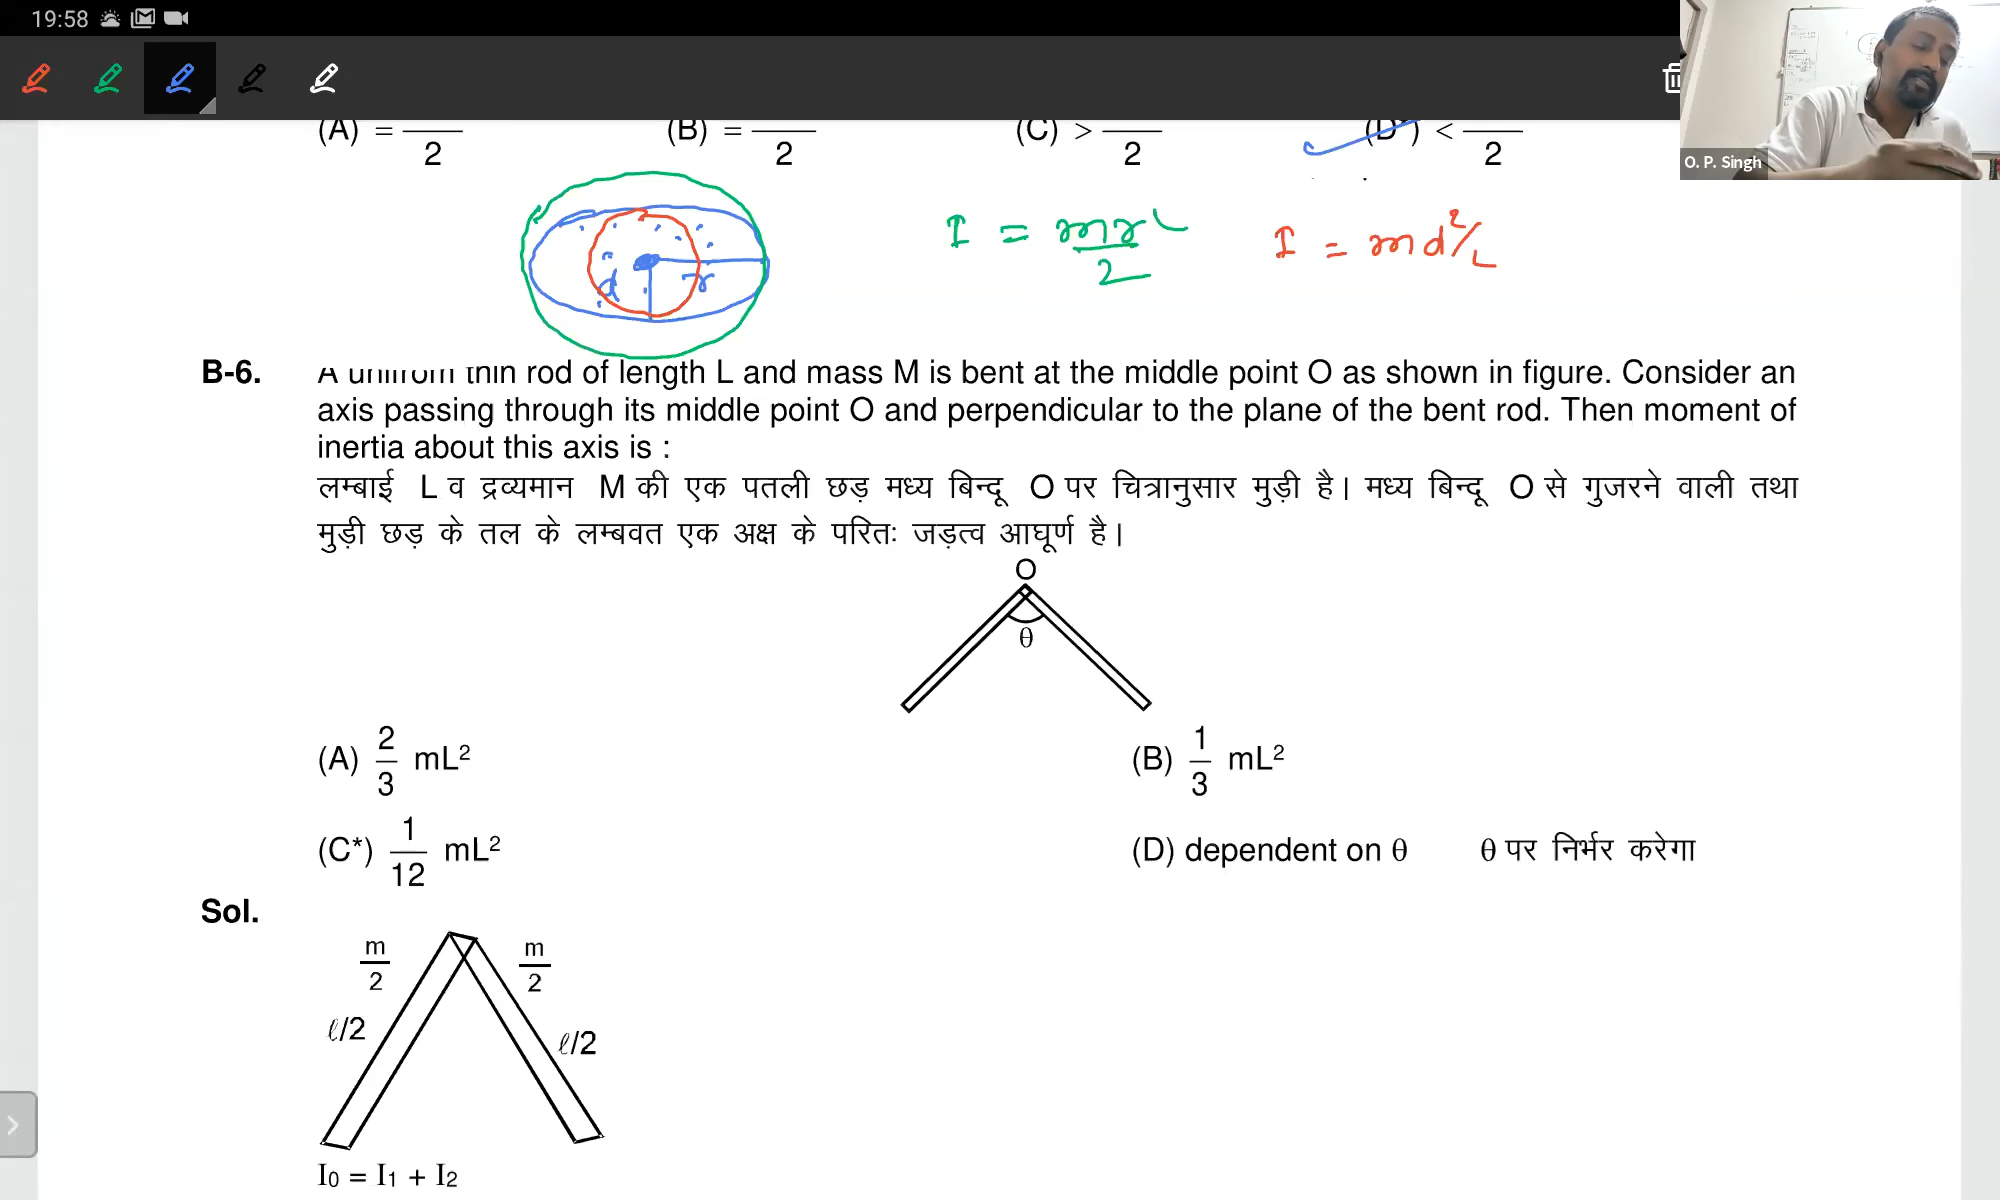 19:58
O. P. Singh
(A) = — 2 (B) = — 2 (C) > — 2 (D*) < — 2
d r
I = mr²/2 I = md²/2
B-6. A unifrom thin rod of length L and mass M is bent at the middle point O as shown in figure. Consider an
axis passing through its middle point O and perpendicular to the plane of the bent rod. Then moment of
inertia about this axis is :
लम्बाई L व द्रव्यमान M की एक पतली छड़ मध्य बिन्दू O पर चित्रानुसार मुड़ी है। मध्य बिन्दू O से गुजरने वाली तथा
मुड़ी छड़ के तल के लम्बवत एक अक्ष के परितः जड़त्व आघूर्ण है।
O
θ
(A) 2/3 mL² (B) 1/3 mL²
(C*) 1/12 mL² (D) dependent on θ θ पर निर्भर करेगा
Sol.
m/2 m/2
ℓ/2 ℓ/2
I0 = I1 + I2